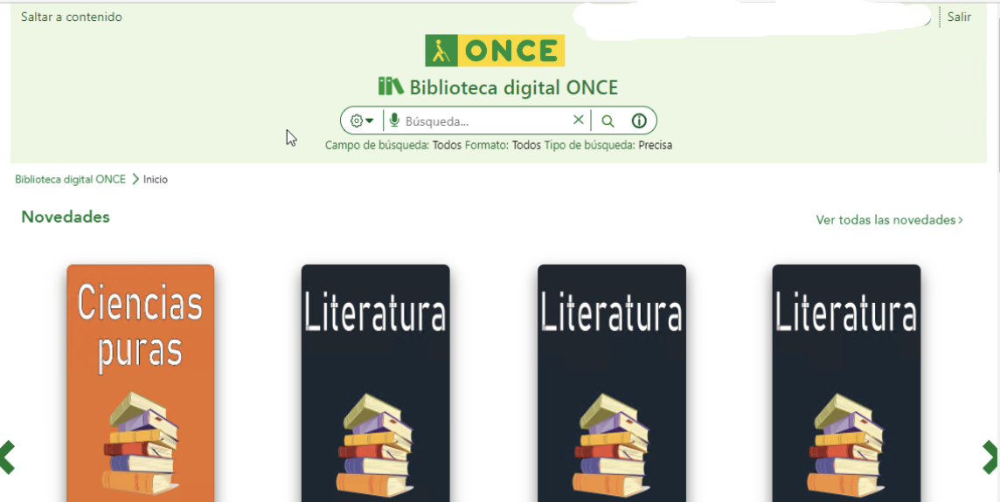 Saltar a contenido
Salir
ONCE
Biblioteca digital ONCE
Búsqueda...
Campo de búsqueda: Todos Formato: Todos Tipo de búsqueda: Precisa
Biblioteca digital ONCE > Inicio
Novedades
Ver todas las novedades >
Ciencias
puras
Literatura
Literatura
Literatura